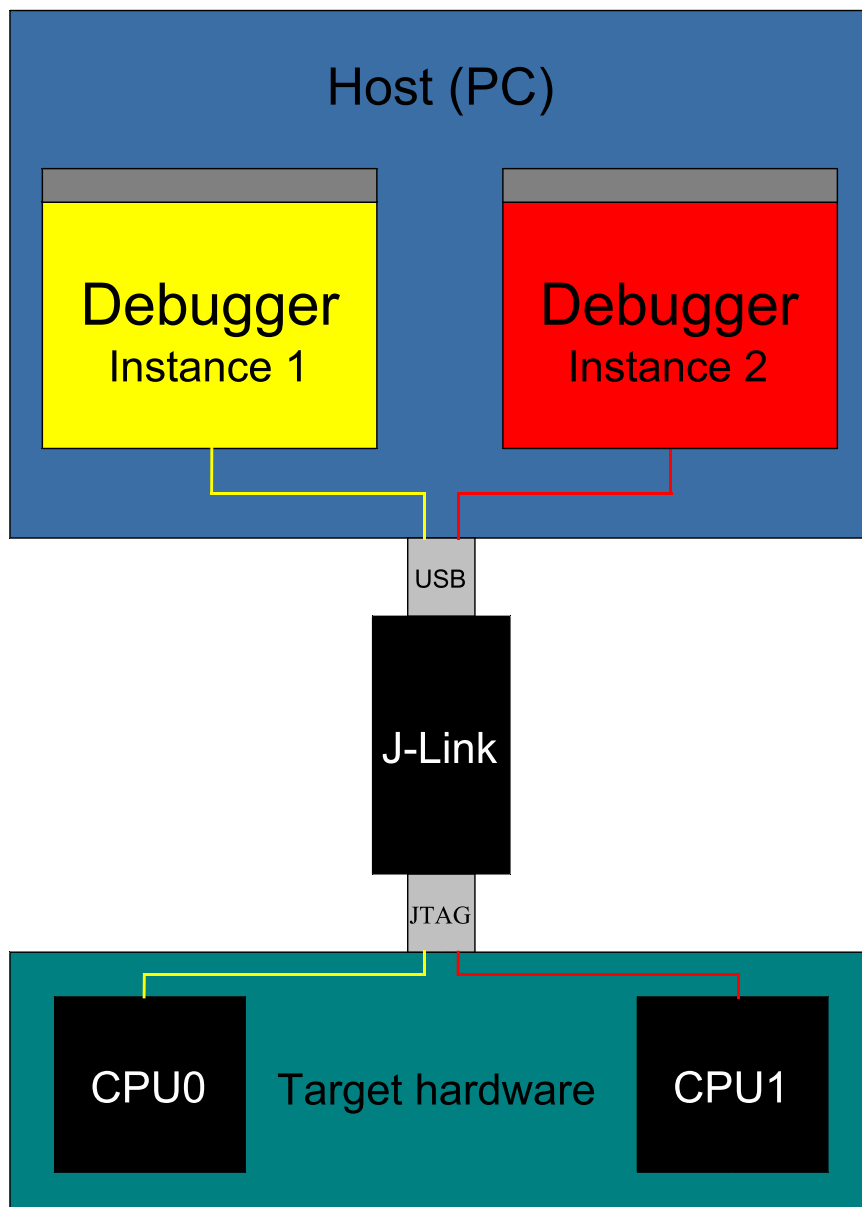 Host (PC)
Debugger
Instance 1
Debugger
Instance 2
USB
J-Link
JTAG
CPU0
Target hardware
CPU1